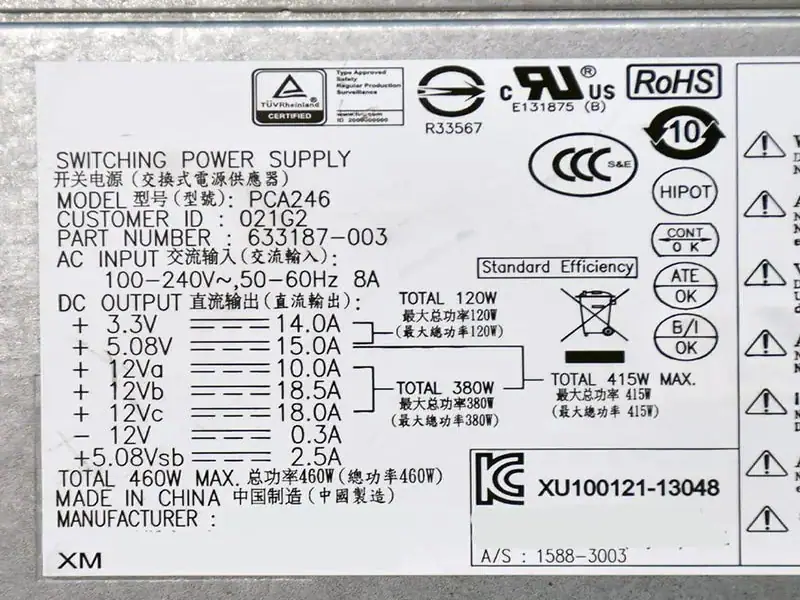 TÜVRheinland
CERTIFIED
Type Approved
Safety
Regular Production
Surveillance
R33567
c RU US
E131875 (B)
RoHS
10
CCC S&E
HIPOT
CONT
OK
ATE
OK
B/I
OK
SWITCHING POWER SUPPLY
开关电源 (交換式電源供應器)
MODEL 型号(型號): PCA246
CUSTOMER ID : 021G2
PART NUMBER : 633187-003
AC INPUT 交流输入(交流輸入):
100-240V~,50-60Hz 8A
Standard Efficiency
DC OUTPUT 直流输出(直流輸出):
+ 3.3V 14.0A
+ 5.08V 15.0A
+ 12Va 10.0A
+ 12Vb 18.5A
+ 12Vc 18.0A
- 12V 0.3A
+5.08Vsb 2.5A
TOTAL 120W
最大总功率120W
(最大總功率120W)
TOTAL 380W
最大总功率380W
(最大總功率380W)
TOTAL 415W MAX.
最大总功率 415W
(最大總功率 415W)
TOTAL 460W MAX. 总功率460W(總功率460W)
MADE IN CHINA 中国制造(中國製造)
MANUFACTURER :
XM
KC XU100121-13048
A/S : 1588-3003